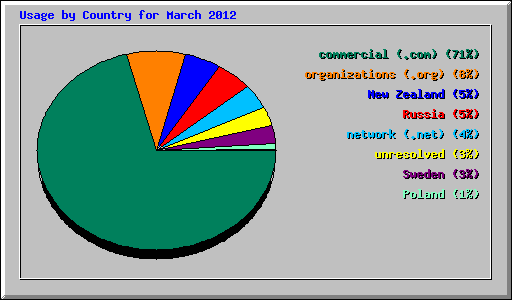 Usage by Country for March 2012
commercial (.com) (71%)
organizations (.org) (8%)
New Zealand (5%)
Russia (5%)
network (.net) (4%)
unresolved (3%)
Sweden (3%)
Poland (1%)